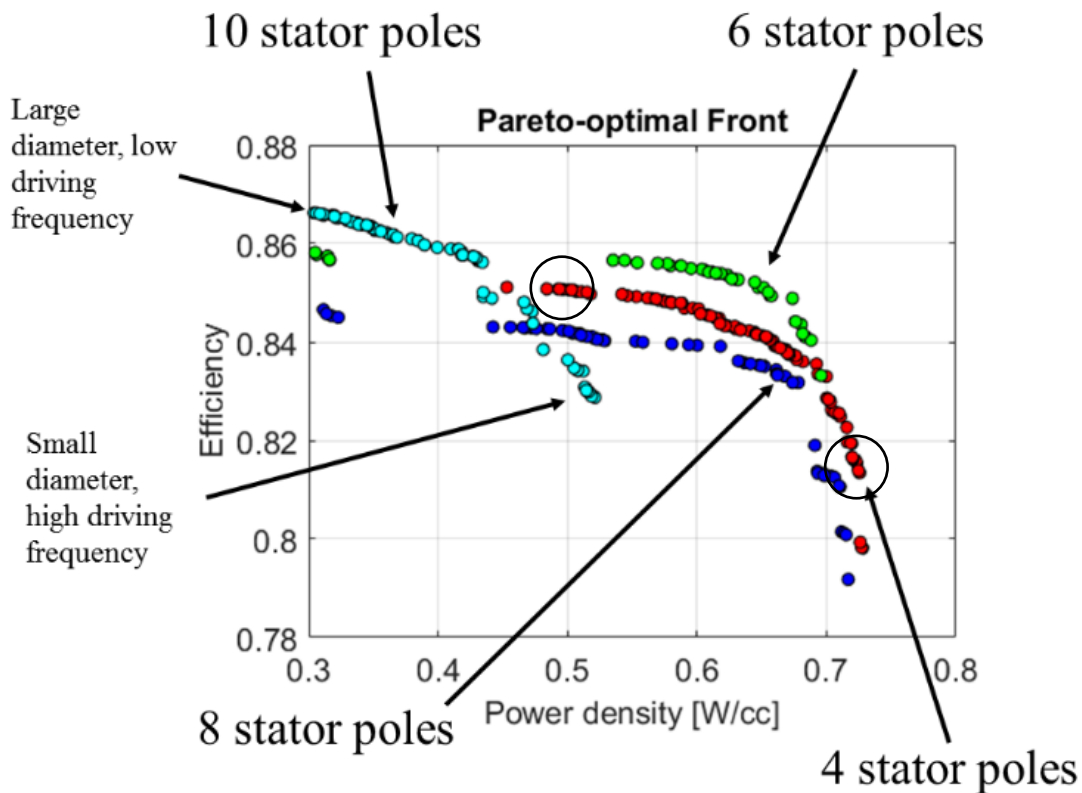 10 stator poles
6 stator poles
Large
diameter, low
driving
frequency
Pareto-optimal Front
0.88
0.86
0.84
0.82
0.8
0.78
Efficiency
Small
diameter,
high driving
frequency
0.3 0.4 0.5 0.6 0.7 0.8
Power density [W/cc]
8 stator poles
4 stator poles